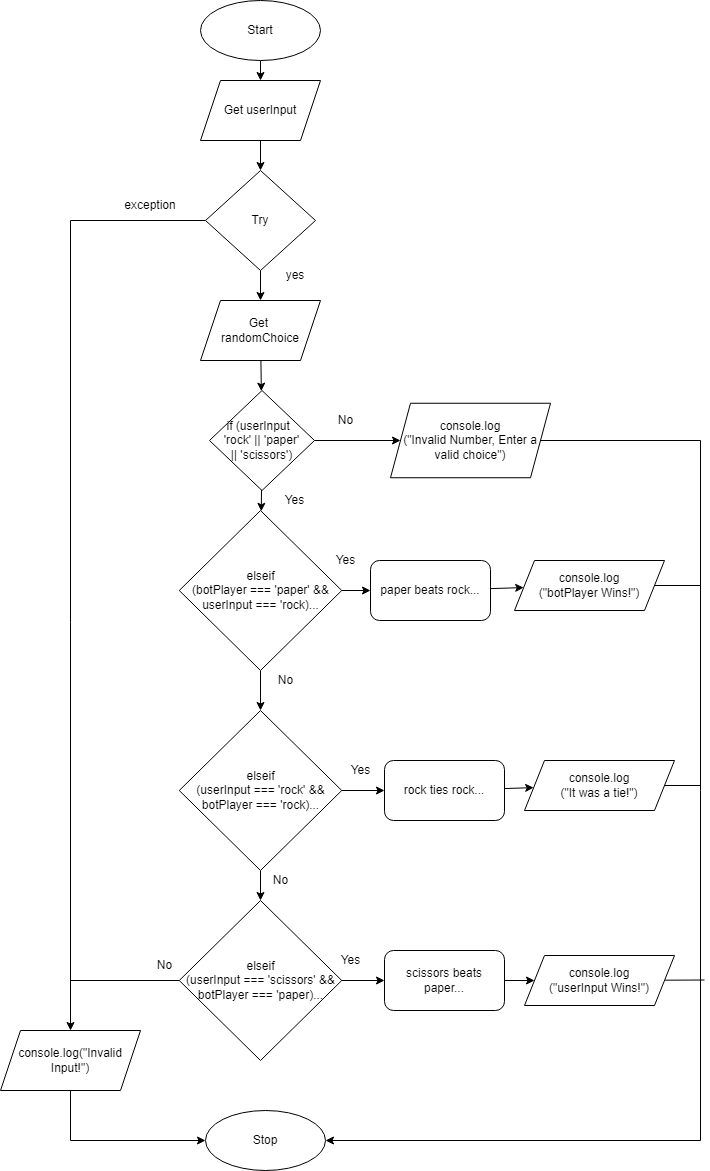 Start
Get userInput
exception
Try
yes
Get
randomChoice
if (userInput
'rock' || 'paper'
|| 'scissors')
No
console.log
("Invalid Number, Enter a
valid choice")
Yes
elseif
(botPlayer === 'paper' &&
userInput === 'rock)...
Yes
paper beats rock...
console.log
("botPlayer Wins!")
No
elseif
(userInput === 'rock' &&
botPlayer === 'rock)...
Yes
rock ties rock...
console.log
("It was a tie!")
No
elseif
(userInput === 'scissors' &&
botPlayer === 'paper)...
Yes
scissors beats
paper...
console.log
("userInput Wins!")
No
console.log("Invalid
Input!")
Stop